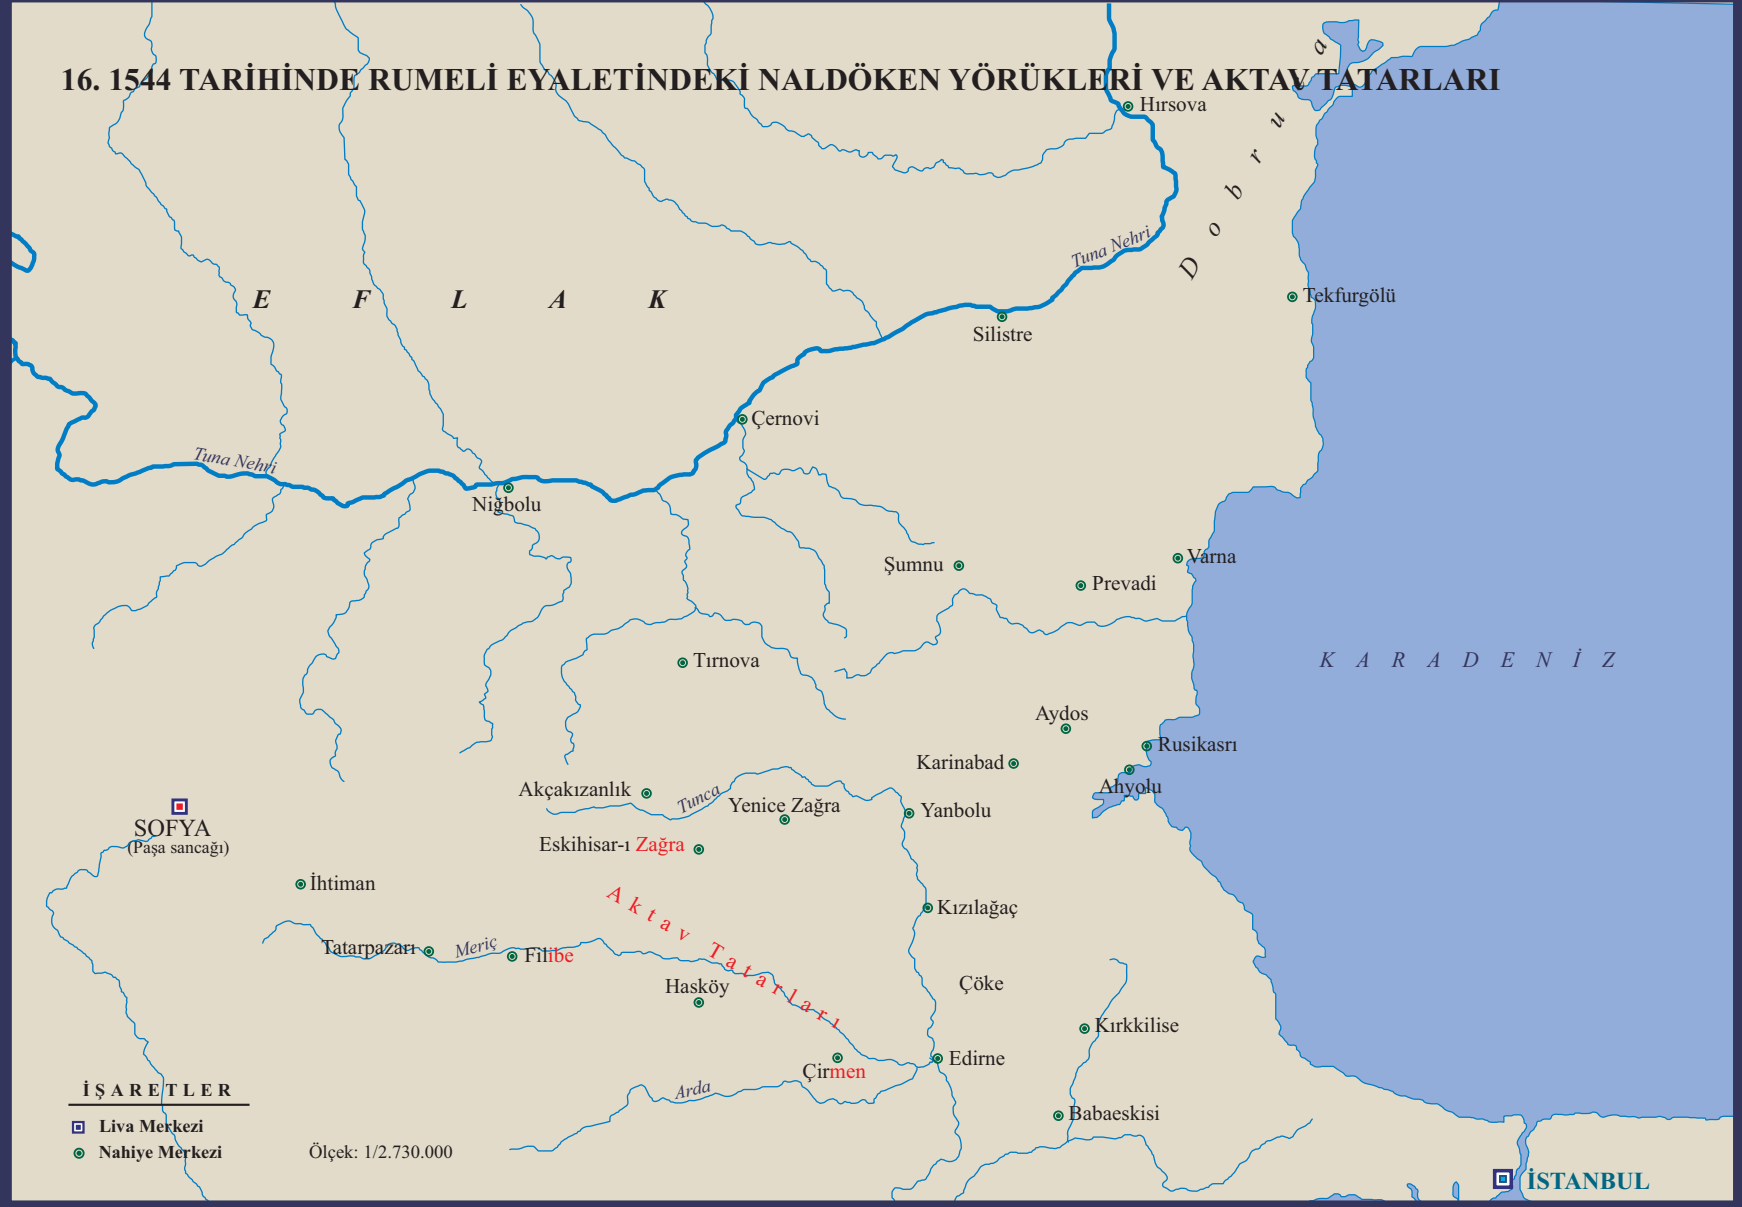 16. 1544 TARİHİNDE RUMELİ EYALETİNDEKİ NALDÖKEN YÖRÜKLERİ VE AKTAV TATARLARI
Hırsova
Dobrua
Tuna Nehri
EFLAK
Tekfurgölü
Silistre
Çernovi
Tuna Nehri
Niğbolu
Şumnu
Varna
Prevadi
Tırnova
KARADENİZ
Aydos
Rusikasrı
Karinabad
Ahyolu
Akçakızanlık
Tunca
Yenice Zağra
Yanbolu
SOFYA
(Paşa sancağı)
Eskihisar-ı Zağra
İhtiman
Aktav Tatarları
Kızılağaç
Tatarpazarı
Meriç
Filibe
Hasköy
Çöke
Kırkkilise
Edirne
Çirmen
Arda
Babaeskisi
İŞARETLER
Liva Merkezi
Nahiye Merkezi
Ölçek: 1/2.730.000
İSTANBUL